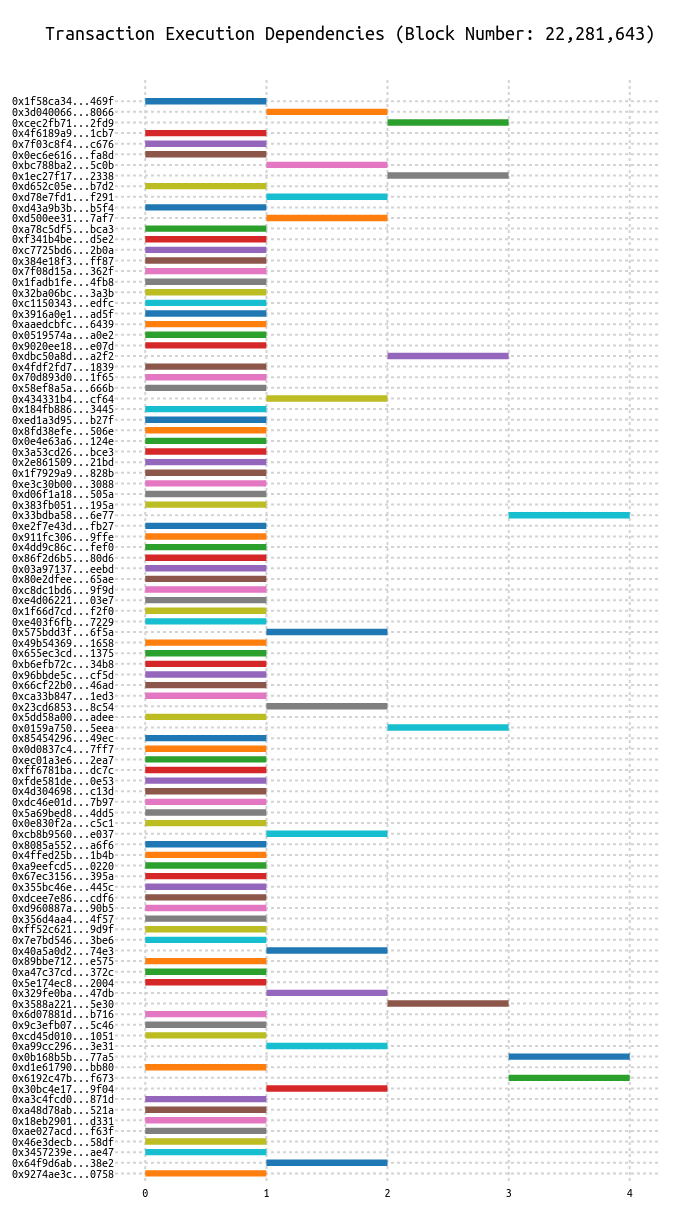 Transaction Execution Dependencies (Block Number: 22,281,643)
0x1f58ca34...469f
0x3d040066...8066
0xcec2fb71...2fd9
0x4f6189a9...1cb7
0x7f03c8f4...c676
0x0ec6e616...fa8d
0xbc788ba2...5c0b
0x1ec27f17...2338
0xd652c05e...b7d2
0xd78e7fd1...f291
0xd43a9b3b...b5f4
0xd500ee31...7af7
0xa78c5df5...bca3
0xf341b4be...d5e2
0xc7725bd6...2b0a
0x384e18f3...ff87
0x7f08d15a...362f
0x1fadb1fe...4fb8
0x32ba06bc...3a3b
0xc1150343...edfc
0x3916a0e1...ad5f
0xaaedcbfc...6439
0x0519574a...a0e2
0x9020ee18...e07d
0xdbc50a8d...a2f2
0x4fdf2fd7...1839
0x70d893d0...1f65
0x58ef8a5a...666b
0x434331b4...cf64
0x184fb886...3445
0xed1a3d95...b27f
0x8fd38efe...506e
0x0e4e63a6...124e
0x3a53cd26...bce3
0x2e861509...21bd
0x1f7929a9...828b
0xe3c30b00...3088
0xd06f1a18...505a
0x383fb051...195a
0x33bdba58...6e77
0xe2f7e43d...fb27
0x911fc306...9ffe
0x4dd9c86c...fef0
0x86f2d6b5...80d6
0x03a97137...eebd
0x80e2dfee...65ae
0xc8dc1bd6...9f9d
0xe4d06221...03e7
0x1f66d7cd...f2f0
0xe403f6fb...7229
0x575bdd3f...6f5a
0x49b54369...1658
0x655ec3cd...1375
0xb6efb72c...34b8
0x96bbde5c...cf5d
0x66cf22b0...46ad
0xca33b847...1ed3
0x23cd6853...8c54
0x5dd58a00...adee
0x0159a750...5eea
0x85454296...49ec
0x0d0837c4...7ff7
0xec01a3e6...2ea7
0xff6781ba...dc7c
0xfde581de...0e53
0x4d304698...c13d
0xdc46e01d...7b97
0x5a69bed8...4dd5
0x0e830f2a...c5c1
0xcb8b9560...e037
0x8085a552...a6f6
0x4ffed25b...1b4b
0xa9eefcd5...0220
0x67ec3156...395a
0x355bc46e...445c
0xdcee7e86...cdf6
0xd960887a...90b5
0x356d4aa4...4f57
0xff52c621...9d9f
0x7e7bd546...3be6
0x40a5a0d2...74e3
0x89bbe712...e575
0xa47c37cd...372c
0x5e174ec8...2004
0x329fe0ba...47db
0x3588a221...5e30
0x6d07881d...b716
0x9c3efb07...5c46
0xcd45d010...1051
0xa99cc296...3e31
0x0b168b5b...77a5
0xd1e61790...bb80
0x6192c47b...f673
0x30bc4e17...9f04
0xa3c4fcd0...871d
0xa48d78ab...521a
0x18eb2901...d331
0xae027acd...f63f
0x46e3decb...58df
0x3457239e...ae47
0x64f9d6ab...38e2
0x9274ae3c...0758
0 1 2 3 4